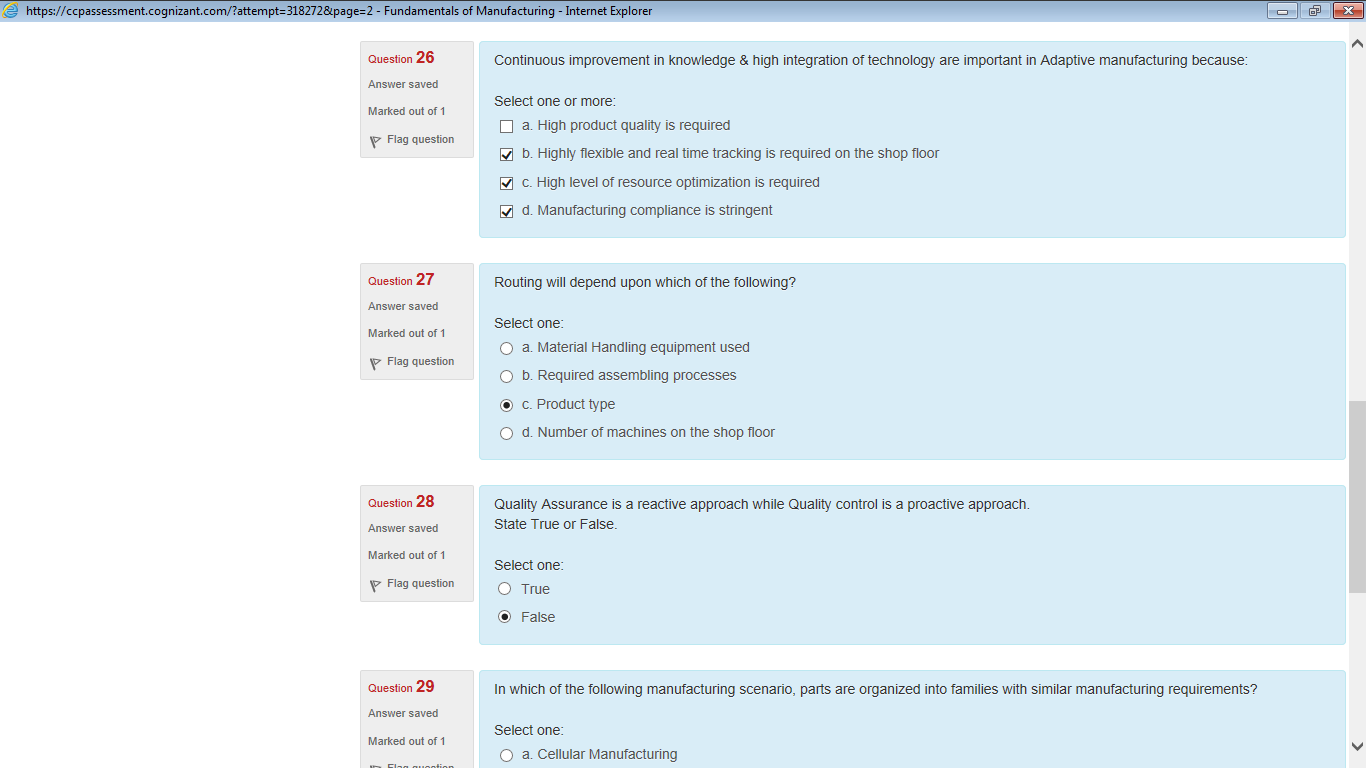 https://ccpassessment.cognizant.com/?attempt=318272&page=2 - Fundamentals of Manufacturing - Internet Explorer
Question 26
Answer saved
Marked out of 1
Flag question
Continuous improvement in knowledge & high integration of technology are important in Adaptive manufacturing because:
Select one or more:
a. High product quality is required
b. Highly flexible and real time tracking is required on the shop floor
c. High level of resource optimization is required
d. Manufacturing compliance is stringent
Question 27
Answer saved
Marked out of 1
Flag question
Routing will depend upon which of the following?
Select one:
a. Material Handling equipment used
b. Required assembling processes
c. Product type
d. Number of machines on the shop floor
Question 28
Answer saved
Marked out of 1
Flag question
Quality Assurance is a reactive approach while Quality control is a proactive approach.
State True or False.
Select one:
True
False
Question 29
Answer saved
Marked out of 1
Flag question
In which of the following manufacturing scenario, parts are organized into families with similar manufacturing requirements?
Select one:
a. Cellular Manufacturing